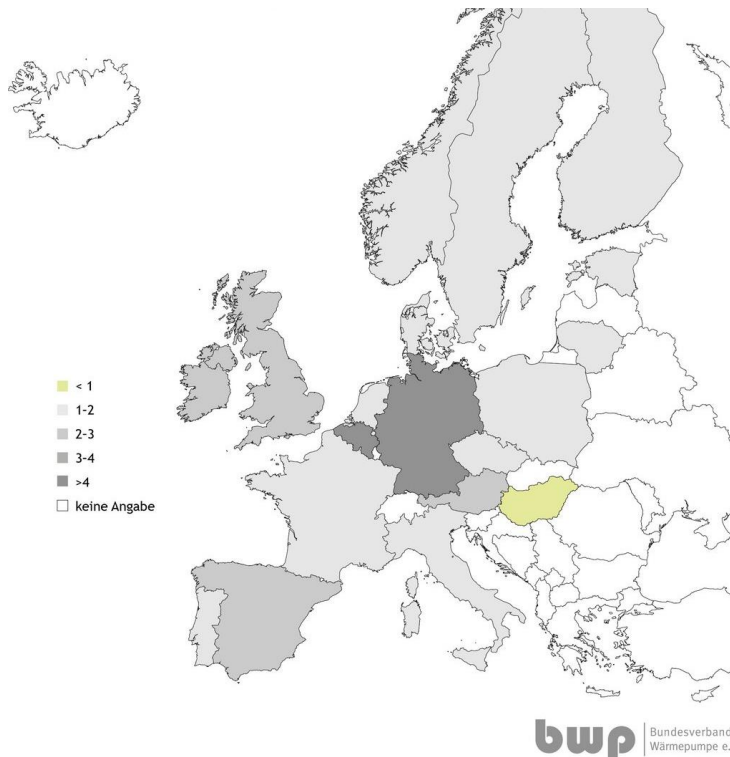 < 1
1-2
2-3
3-4
>4
keine Angabe
bwp
Bundesverband
Wärmepumpe e.